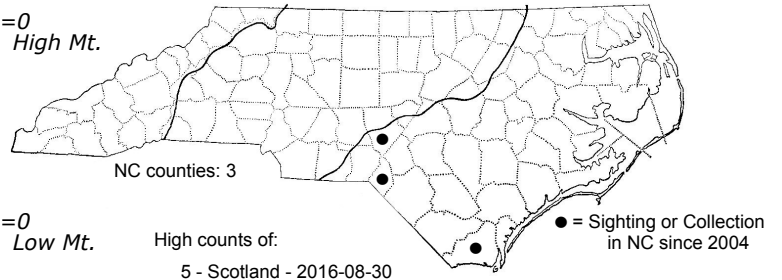 =0
High Mt.
NC counties: 3
=0
Low Mt.
High counts of:
5 - Scotland - 2016-08-30
= Sighting or Collection
in NC since 2004